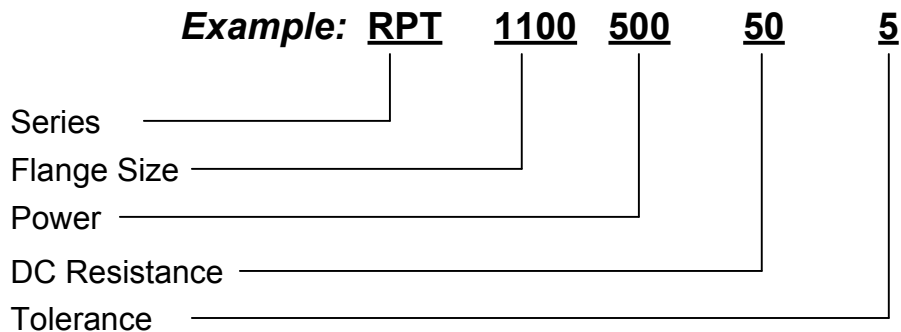 Example: RPT 1100 500 50 5
Series
Flange Size
Power
DC Resistance
Tolerance